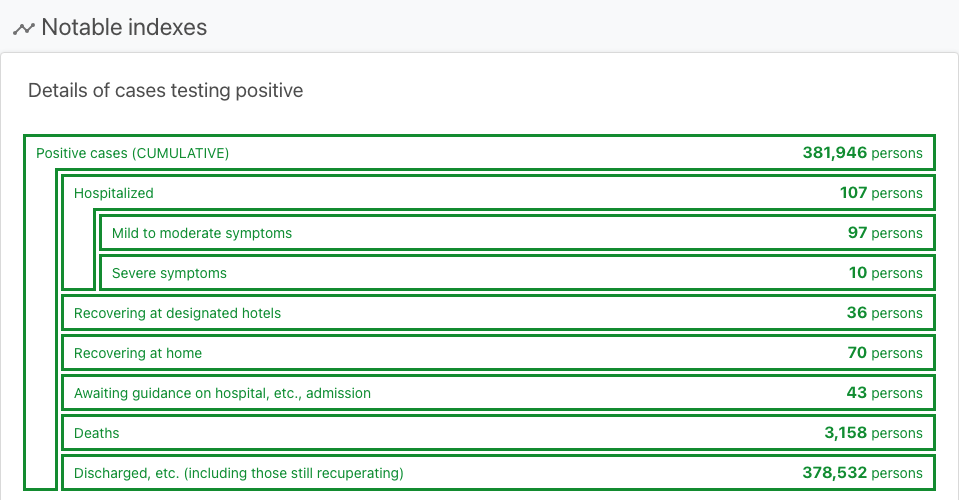 Notable indexes
Details of cases testing positive
Positive cases (CUMULATIVE) 381,946 persons
Hospitalized 107 persons
Mild to moderate symptoms 97 persons
Severe symptoms 10 persons
Recovering at designated hotels 36 persons
Recovering at home 70 persons
Awaiting guidance on hospital, etc., admission 43 persons
Deaths 3,158 persons
Discharged, etc. (including those still recuperating) 378,532 persons